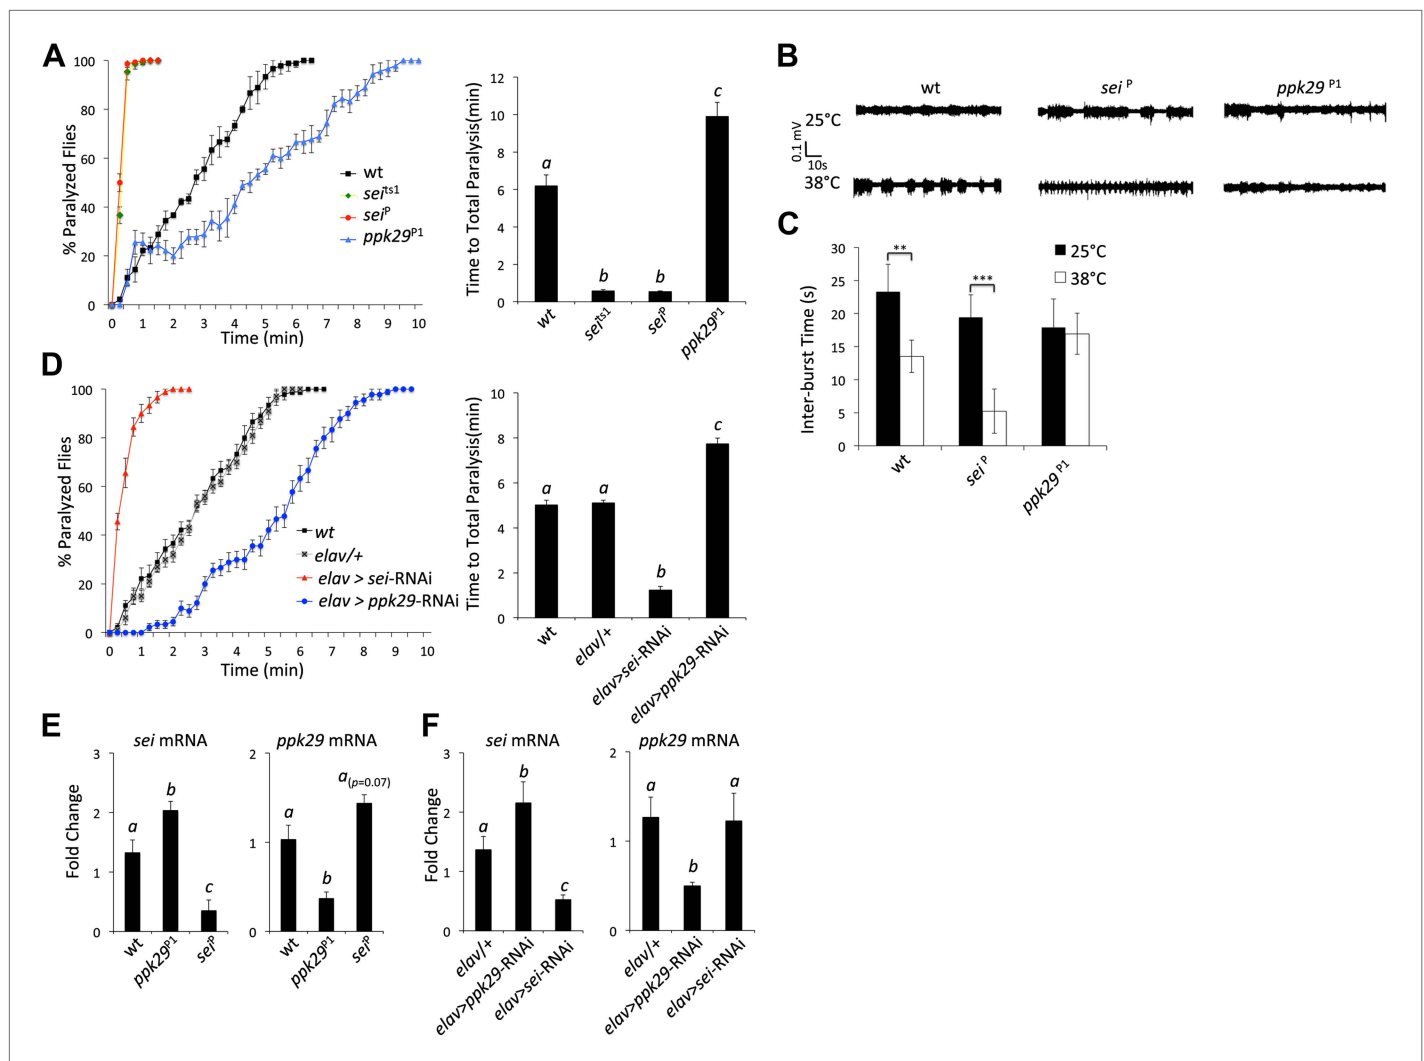 A
% Paralyzed Flies
100
80
60
40
20
0
0 1 2 3 4 5 6 7 8 9 10
Time (min)
wt
sei^ts1
sei^P
ppk29^P1
Time to Total Paralysis(min)
12
10
8
6
4
2
0
a
b
b
c
wt
sei^ts1
sei^P
ppk29^P1
B
wt
sei^P
ppk29^P1
25°C
0.1 mV
10s
38°C
C
Inter-burst Time (s)
30
25
20
15
10
5
0
**
***
25°C
38°C
wt
sei^P
ppk29^P1
D
% Paralyzed Flies
100
80
60
40
20
0
0 1 2 3 4 5 6 7 8 9 10
Time (min)
wt
elav/+
elav > sei-RNAi
elav > ppk29-RNAi
Time to Total Paralysis(min)
10
8
6
4
2
0
a
a
b
c
wt
elav/+
elav>sei-RNAi
elav>ppk29-RNAi
E
sei mRNA
Fold Change
3
2
1
0
a
b
c
wt
ppk29^P1
sei^P
ppk29 mRNA
2
1
0
a
b
a(p=0.07)
wt
ppk29^P1
sei^P
F
sei mRNA
Fold Change
3
2
1
0
a
b
c
elav/+
elav>ppk29-RNAi
elav>sei-RNAi
ppk29 mRNA
2
1
0
a
b
a
elav/+
elav>ppk29-RNAi
elav>sei-RNAi